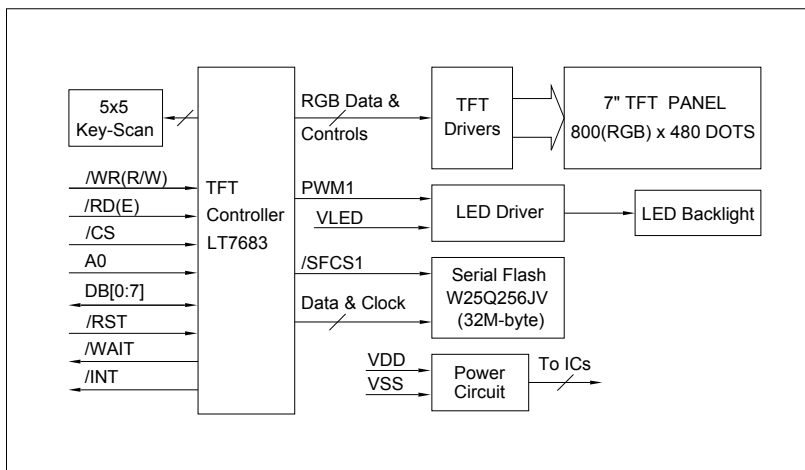 5x5
Key-Scan
/WR(R/W)
/RD(E)
/CS
A0
DB[0:7]
/RST
/WAIT
/INT
TFT
Controller
LT7683
RGB Data &
Controls
PWM1
VLED
/SFCS1
Data & Clock
VDD
VSS
TFT
Drivers
7" TFT PANEL
800(RGB) x 480 DOTS
LED Driver
LED Backlight
Serial Flash
W25Q256JV
(32M-byte)
Power
Circuit
To ICs